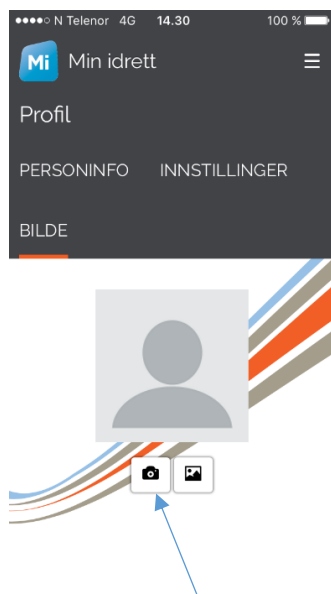 N Telenor 4G 14.30 100 %
Mi Min idrett
Profil
PERSONINFO INNSTILLINGER
BILDE